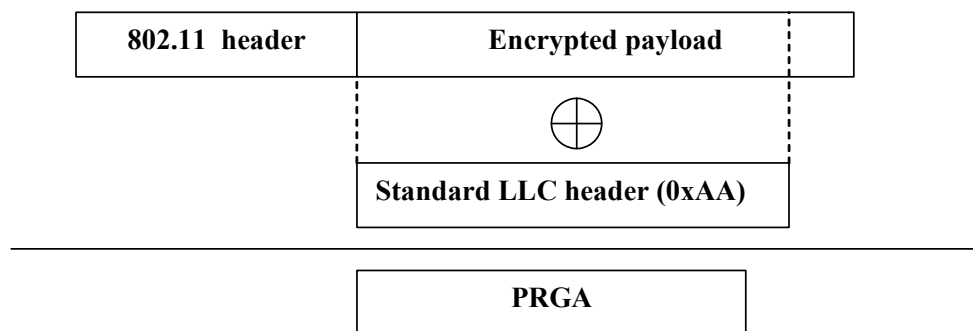 802.11 header
Encrypted payload
Standard LLC header (0xAA)
PRGA